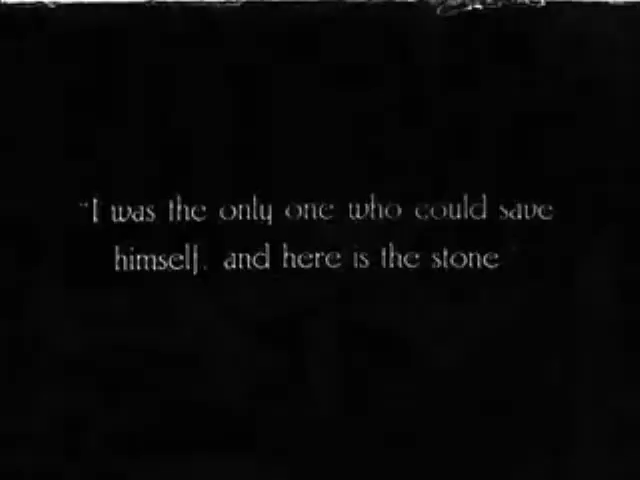 "I was the only one who could save
himself, and here is the stone